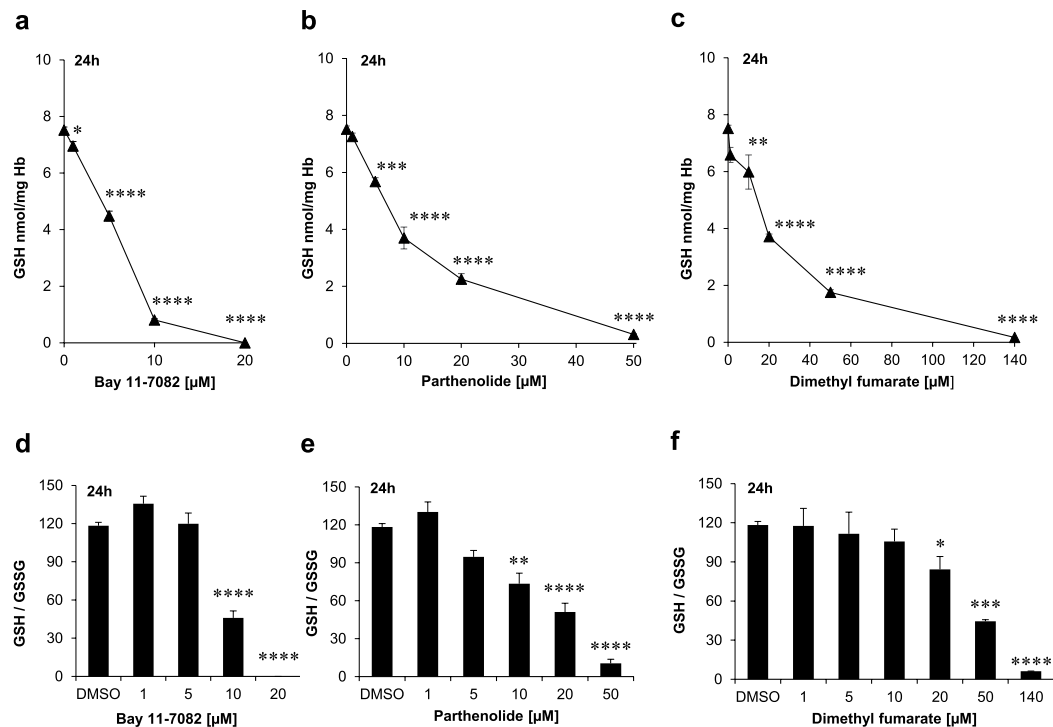 a
24h
GSH nmol/mg Hb
10
8
6
4
2
0
*
****
****
****
0 10 20
Bay 11-7082 [µM]
b
24h
GSH nmol/mg Hb
10
8
6
4
2
0
***
****
****
****
0 10 20 30 40 50
Parthenolide [µM]
c
24h
GSH nmol/mg Hb
10
8
6
4
2
0
**
****
****
****
0 20 40 60 80 100 120 140
Dimethyl fumarate [µM]
d
24h
GSH / GSSG
150
120
90
60
30
0
****
****
DMSO 1 5 10 20
Bay 11-7082 [µM]
e
24h
GSH / GSSG
150
120
90
60
30
0
**
****
****
DMSO 1 5 10 20 50
Parthenolide [µM]
f
24h
GSH / GSSG
150
120
90
60
30
0
*
***
****
DMSO 1 5 10 20 50 140
Dimethyl fumarate [µM]